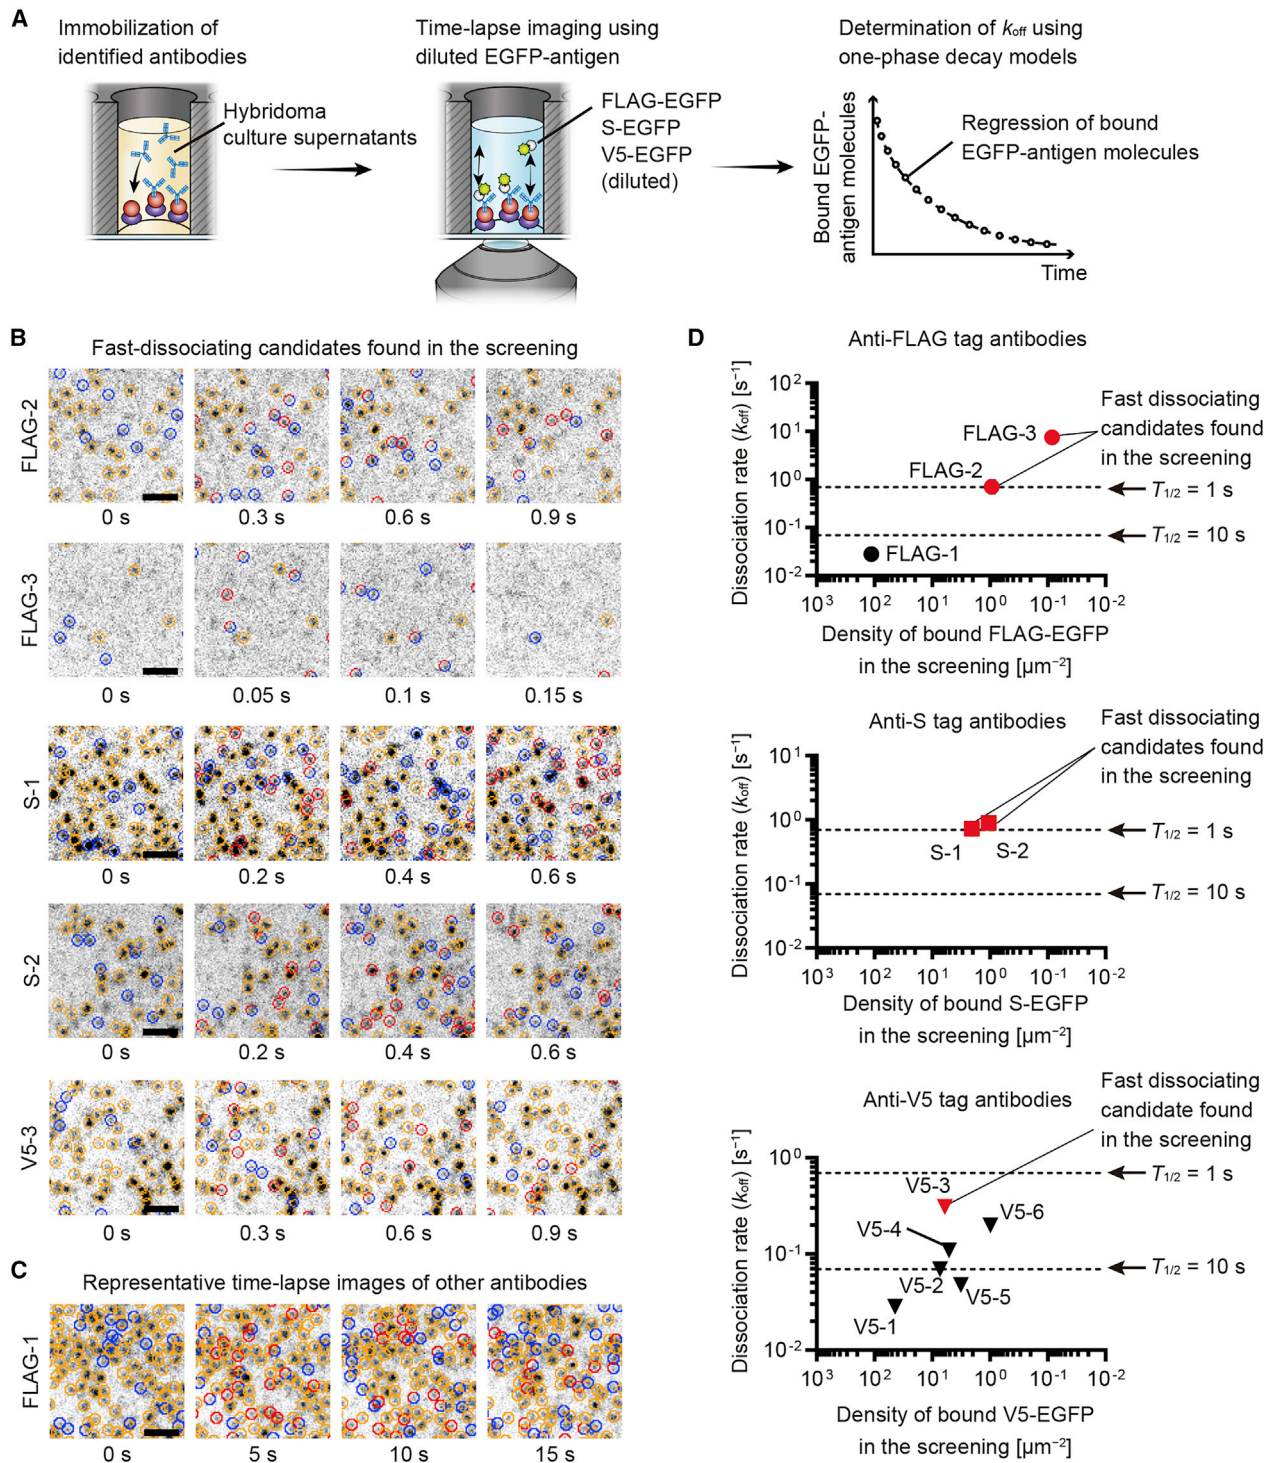 A
Immobilization of
identified antibodies
Hybridoma
culture supernatants
Time-lapse imaging using
diluted EGFP-antigen
FLAG-EGFP
S-EGFP
V5-EGFP
(diluted)
Determination of koff using
one-phase decay models
Bound EGFP-
antigen molecules
Regression of bound
EGFP-antigen molecules
Time
B
Fast-dissociating candidates found in the screening
FLAG-2
0 s
0.3 s
0.6 s
0.9 s
FLAG-3
0 s
0.05 s
0.1 s
0.15 s
S-1
0 s
0.2 s
0.4 s
0.6 s
S-2
0 s
0.2 s
0.4 s
0.6 s
V5-3
0 s
0.3 s
0.6 s
0.9 s
C
Representative time-lapse images of other antibodies
FLAG-1
0 s
5 s
10 s
15 s
D
Anti-FLAG tag antibodies
Dissociation rate (koff) [s⁻¹]
10²
10¹
10⁰
10⁻¹
10⁻²
FLAG-3
FLAG-2
FLAG-1
Fast dissociating
candidates found
in the screening
T1/2 = 1 s
T1/2 = 10 s
10³ 10² 10¹ 10⁰ 10⁻¹ 10⁻²
Density of bound FLAG-EGFP
in the screening [µm⁻²]
Anti-S tag antibodies
Dissociation rate (koff) [s⁻¹]
10¹
10⁰
10⁻¹
10⁻²
S-1
S-2
Fast dissociating
candidates found
in the screening
T1/2 = 1 s
T1/2 = 10 s
10³ 10² 10¹ 10⁰ 10⁻¹ 10⁻²
Density of bound S-EGFP
in the screening [µm⁻²]
Anti-V5 tag antibodies
Dissociation rate (koff) [s⁻¹]
10⁰
10⁻¹
10⁻²
V5-3
V5-6
V5-4
V5-2
V5-5
V5-1
Fast dissociating
candidate found
in the screening
T1/2 = 1 s
T1/2 = 10 s
10³ 10² 10¹ 10⁰ 10⁻¹ 10⁻²
Density of bound V5-EGFP
in the screening [µm⁻²]